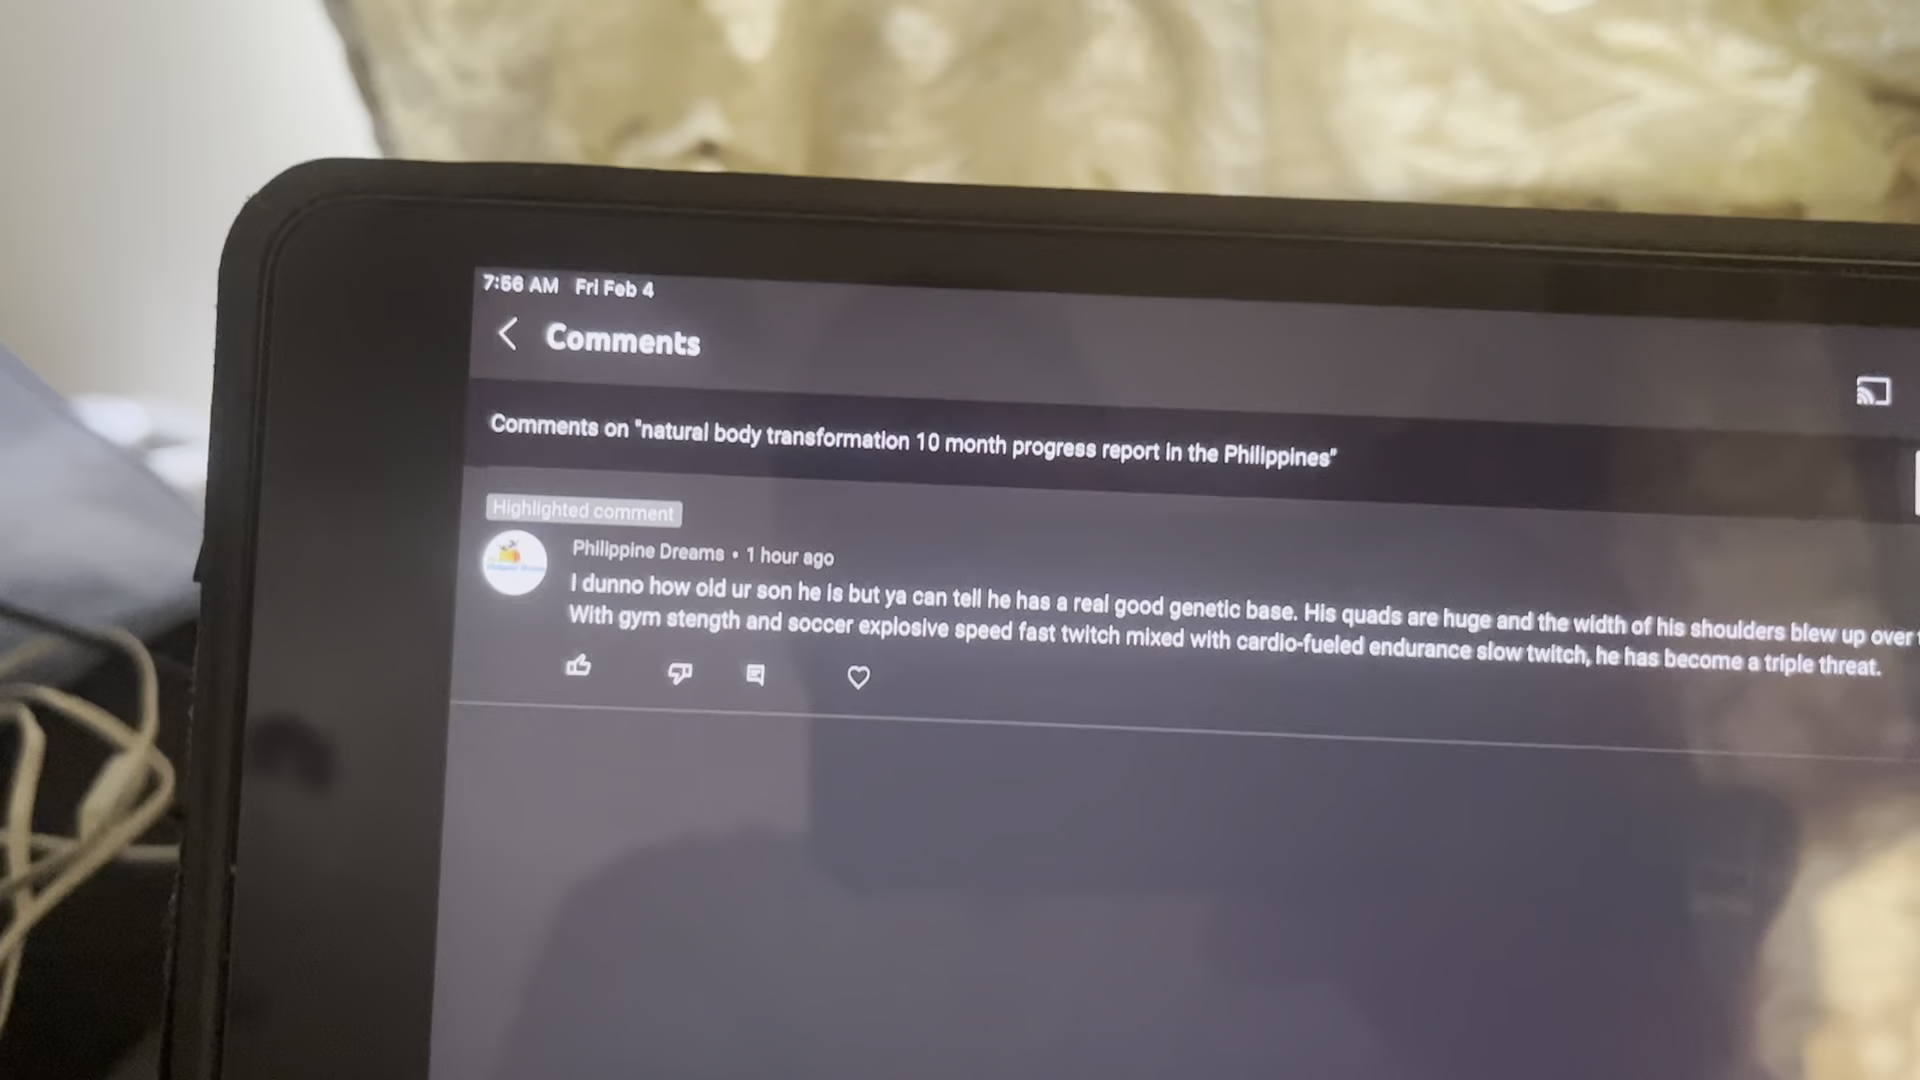 7:56 AM Fri Feb 4
Comments
Comments on "natural body transformation 10 month progress report in the Philippines"
Highlighted comment
Philippine Dreams • 1 hour ago
I dunno how old ur son he is but ya can tell he has a real good genetic base. His quads are huge and the width of his shoulders blew up over
With gym stength and soccer explosive speed fast twitch mixed with cardio-fueled endurance slow twitch, he has become a triple threat.